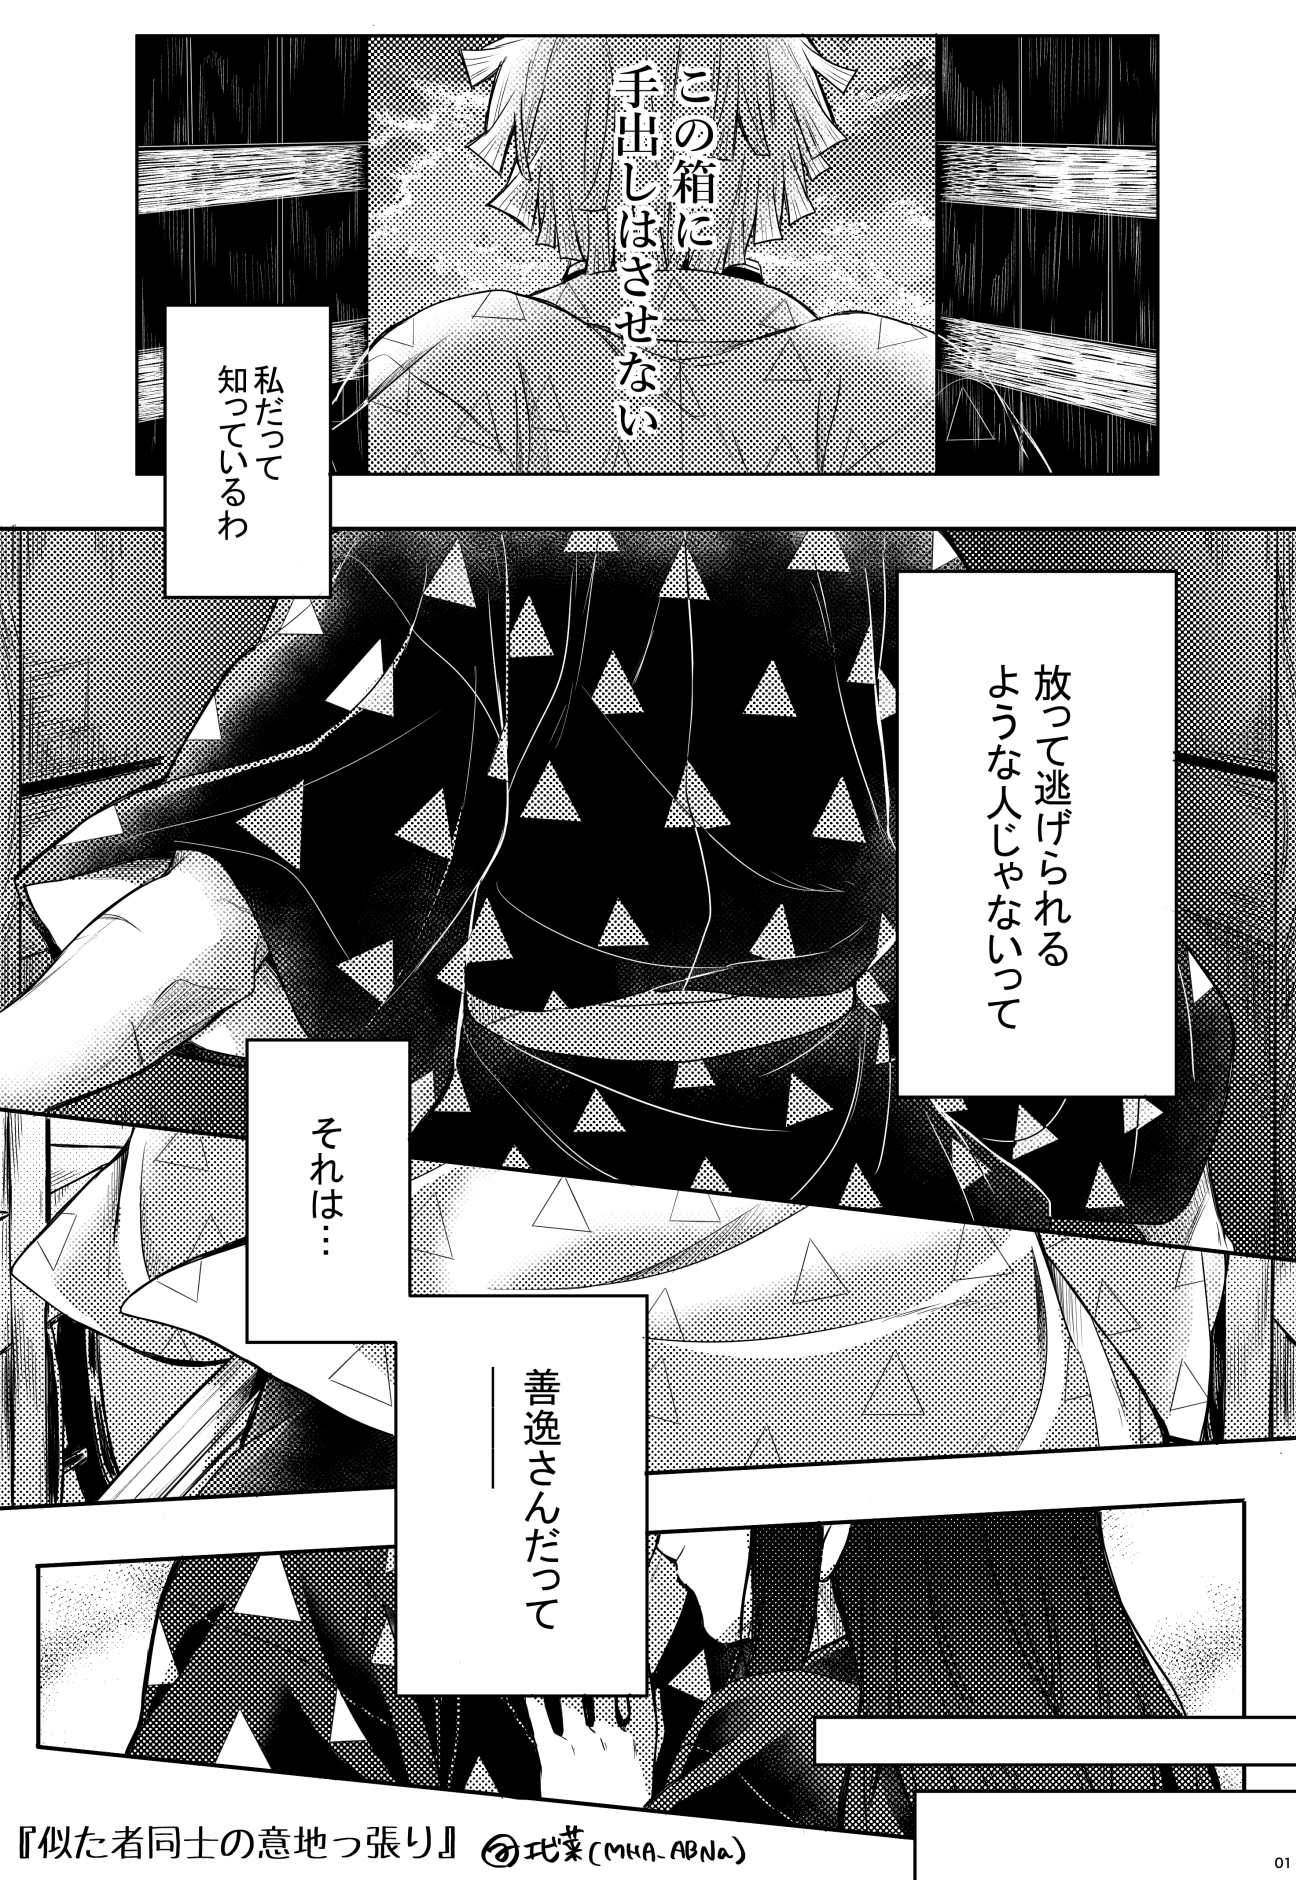 この箱に
手出しはさせない
私だって
知っているわ
放って逃げられる
ような人じゃないって
それは…
善逸さんだって
――
『似た者同士の意地っ張り』
北菜(MHA_ABNa)
01